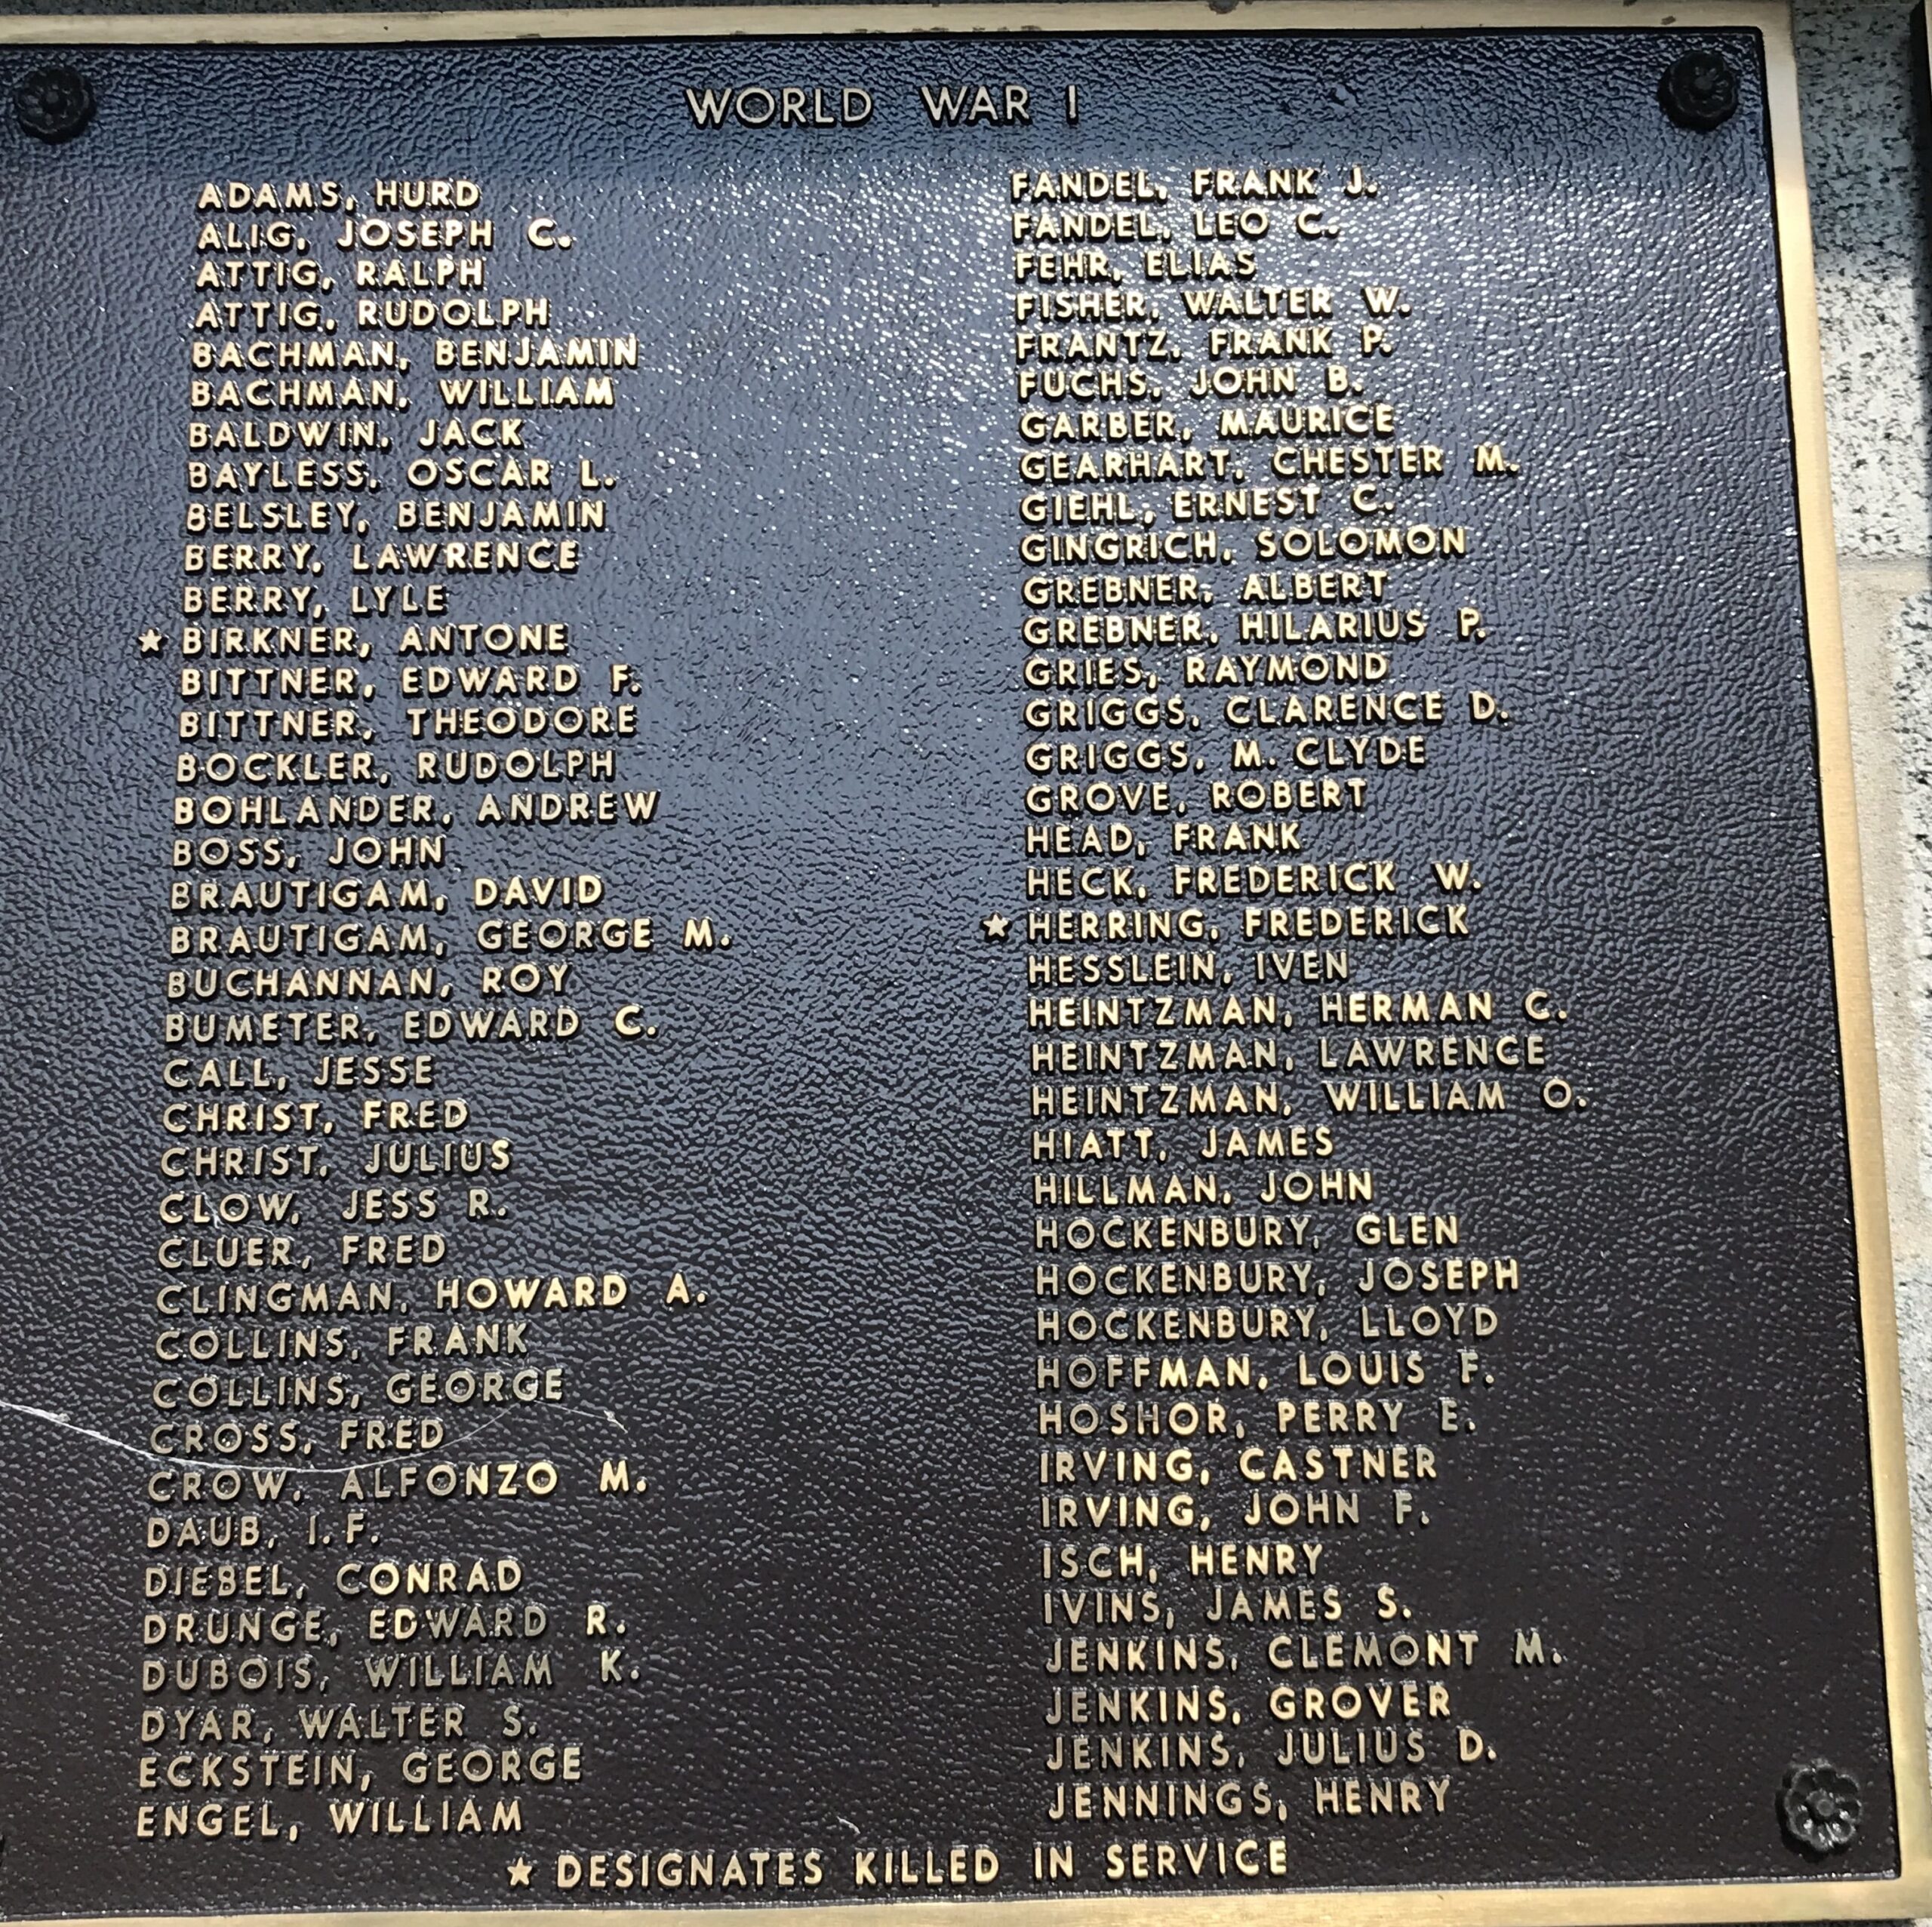 WORLD WAR I
ADAMS, HURD
ALIG, JOSEPH C.
ATTIG, RALPH
ATTIG, RUDOLPH
BACHMAN, BENJAMIN
BACHMAN, WILLIAM
BALDWIN, JACK
BAYLESS, OSCAR L.
BELSLEY, BENJAMIN
BERRY, LAWRENCE
BERRY, LYLE
★ BIRKNER, ANTONE
BITTNER, EDWARD F.
BITTNER, THEODORE
BOCKLER, RUDOLPH
BOHLANDER, ANDREW
BOSS, JOHN
BRAUTIGAM, DAVID
BRAUTIGAM, GEORGE M.
BUCHANNAN, ROY
BUMETER, EDWARD C.
CALL, JESSE
CHRIST, FRED
CHRIST, JULIUS
CLOW, JESS R.
CLUER, FRED
CLINGMAN, HOWARD A.
COLLINS, FRANK
COLLINS, GEORGE
CROSS, FRED
CROW, ALFONZO M.
DAUB, I. F.
DIEBEL, CONRAD
DRUNGE, EDWARD R.
DUBOIS, WILLIAM K.
DYAR, WALTER S.
ECKSTEIN, GEORGE
ENGEL, WILLIAM
FANDEL, FRANK J.
FANDEL, LEO C.
FEHR, ELIAS
FISHER, WALTER W.
FRANTZ, FRANK P.
FUCHS, JOHN B.
GARBER, MAURICE
GEARHART, CHESTER M.
GIEHL, ERNEST C.
GINGRICH, SOLOMON
GREBNER, ALBERT
GREBNER, HILARIUS P.
GRIES, RAYMOND
GRIGGS, CLARENCE D.
GRIGGS, M. CLYDE
GROVE, ROBERT
HEAD, FRANK
HECK, FREDERICK W.
★ HERRING, FREDERICK
HESSLEIN, IVEN
HEINTZMAN, HERMAN C.
HEINTZMAN, LAWRENCE
HEINTZMAN, WILLIAM O.
HIATT, JAMES
HILLMAN, JOHN
HOCKENBURY, GLEN
HOCKENBURY, JOSEPH
HOCKENBURY, LLOYD
HOFFMAN, LOUIS F.
HOSHOR, PERRY E.
IRVING, CASTNER
IRVING, JOHN F.
ISCH, HENRY
IVINS, JAMES S.
JENKINS, CLEMONT M.
JENKINS, GROVER
JENKINS, JULIUS D.
JENNINGS, HENRY
★ DESIGNATES KILLED IN SERVICE